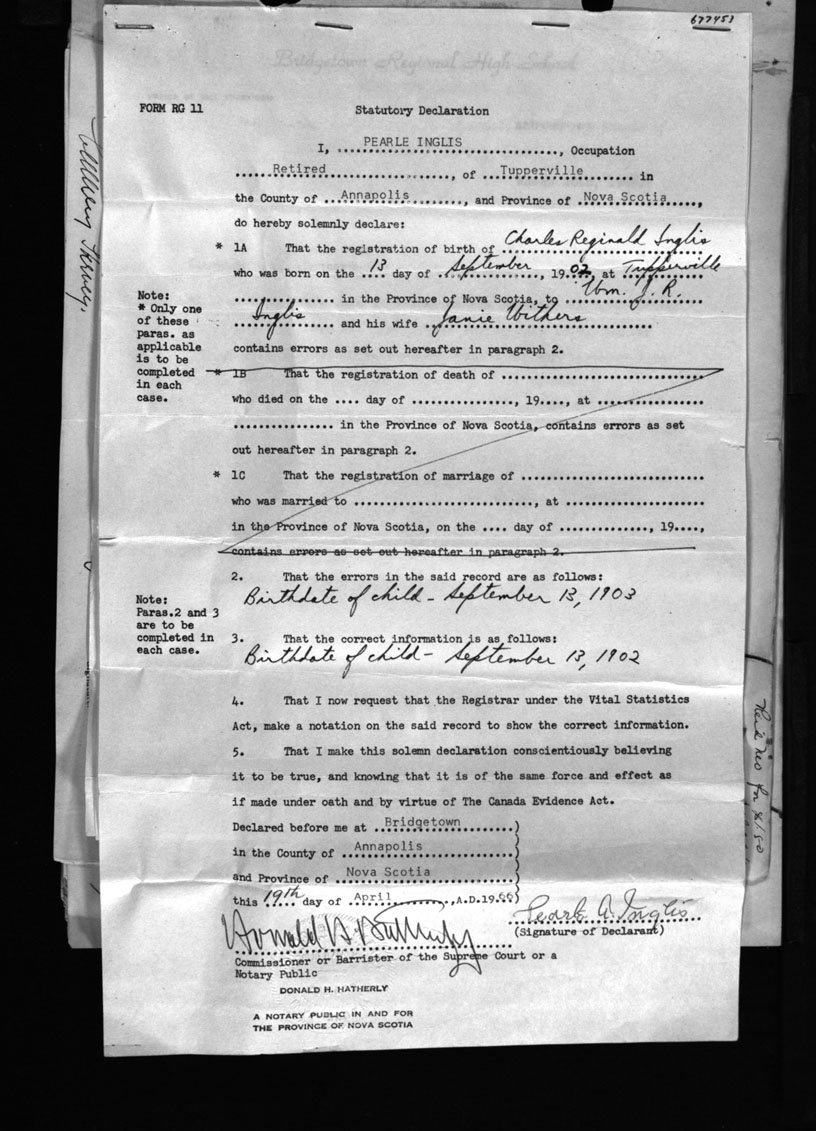 677453
Bridgetown Regional High School
FORM RG 11
Statutory Declaration
I, PEARLE INGLIS, Occupation
Retired, of Tupperville in
the County of Annapolis, and Province of Nova Scotia,
do hereby solemnly declare:
* 1A That the registration of birth of Charles Reginald Inglis
who was born on the 13 day of September, 1902, at Tupperville
in the Province of Nova Scotia, to Wm. J. R.
Inglis and his wife Janie Withers
contains errors as set out hereafter in paragraph 2.
Note:
* Only one
of these
paras. as
applicable
is to be
completed
in each
case.
* 1B That the registration of death of
who died on the .... day of ..............., 19...., at
in the Province of Nova Scotia, contains errors as set
out hereafter in paragraph 2.
* 1C That the registration of marriage of
who was married to ..............................., at
in the Province of Nova Scotia, on the .... day of ..............., 19....,
contains errors as set out hereafter in paragraph 2.
2. That the errors in the said record are as follows:
Birthdate of child - September 13, 1903
Note:
Paras.2 and 3
are to be
completed in
each case.
3. That the correct information is as follows:
Birthdate of child - September 13, 1902
4. That I now request that the Registrar under the Vital Statistics
Act, make a notation on the said record to show the correct information.
5. That I make this solemn declaration conscientiously believing
it to be true, and knowing that it is of the same force and effect as
if made under oath and by virtue of The Canada Evidence Act.
Declared before me at Bridgetown )
in the County of Annapolis )
and Province of Nova Scotia )
this 19th day of April, A.D.1966)
Pearle A. Inglis
(Signature of Declarant)
Donald H. Hatherly
Commissioner or Barrister of the Supreme Court or a
Notary Public
DONALD H. HATHERLY
A NOTARY PUBLIC IN AND FOR
THE PROVINCE OF NOVA SCOTIA